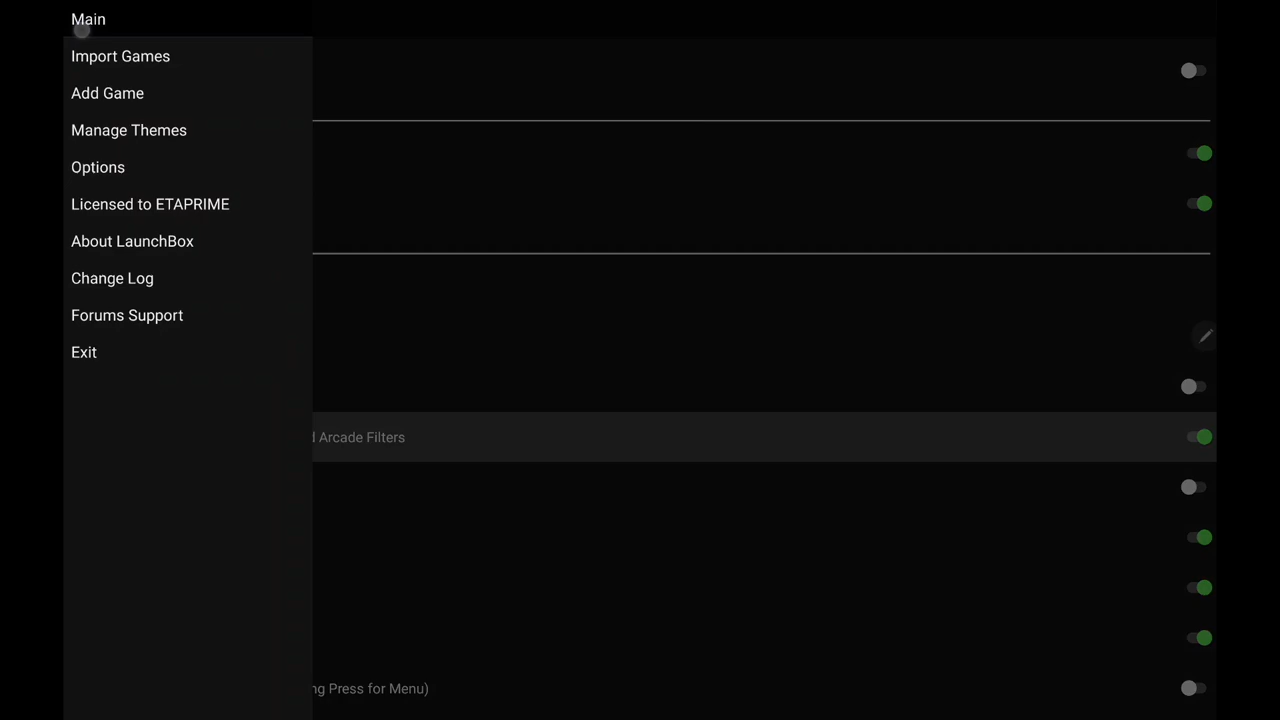 Main
Import Games
Add Game
Manage Themes
Options
Licensed to ETAPRIME
About LaunchBox
Change Log
Forums Support
Exit
Arcade Filters
Press for Menu)